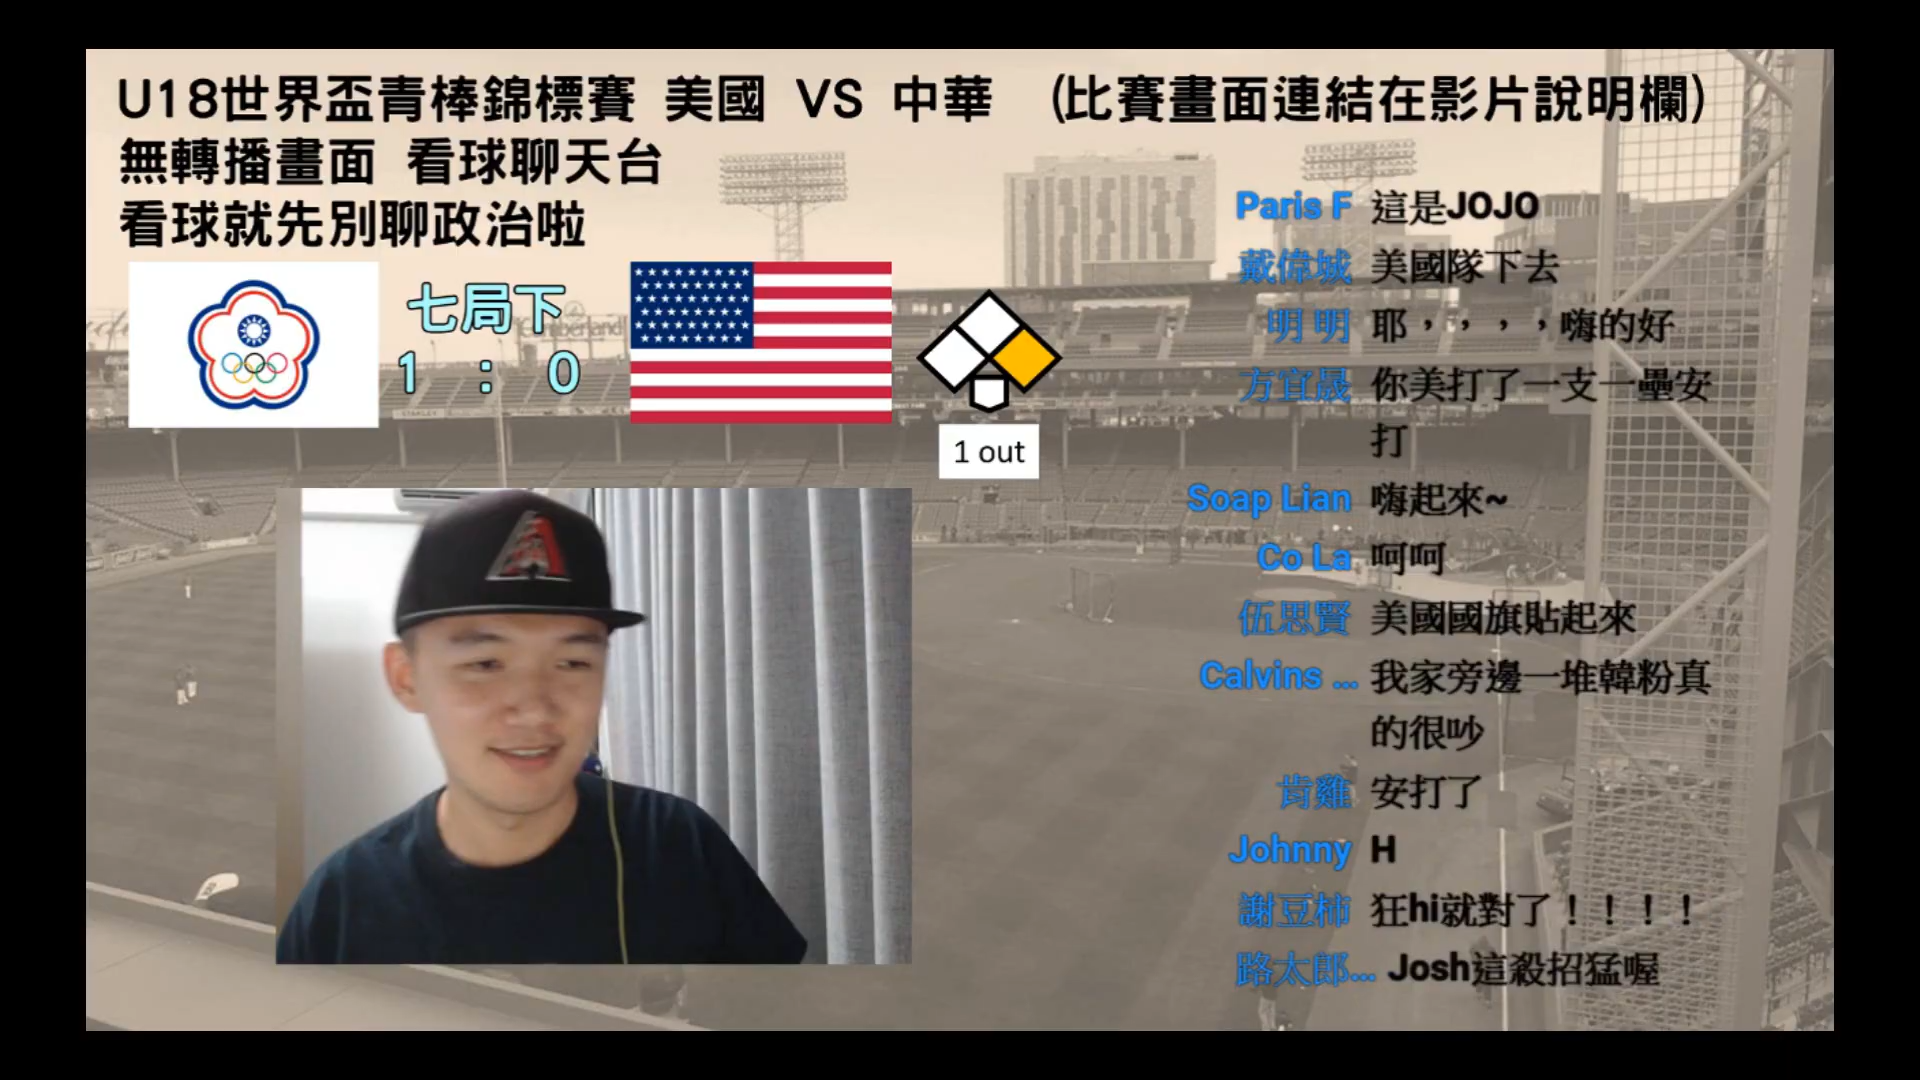 U18世界盃青棒錦標賽 美國 VS 中華 (比賽畫面連結在影片說明欄)
無轉播畫面 看球聊天台
看球就先別聊政治啦
七局下
1 : 0
1 out
Paris F 這是JOJO
戴偉城 美國隊下去
明 明 耶，，，，嗨的好
方宜晟 你美打了一支一壘安
打
Soap Lian 嗨起來~
Co La 呵呵
伍思賢 美國國旗貼起來
Calvins ... 我家旁邊一堆韓粉真
的很吵
肯雞 安打了
Johnny H
謝豆柿 狂hi就對了！！！！
路太郎... Josh這殺招猛喔